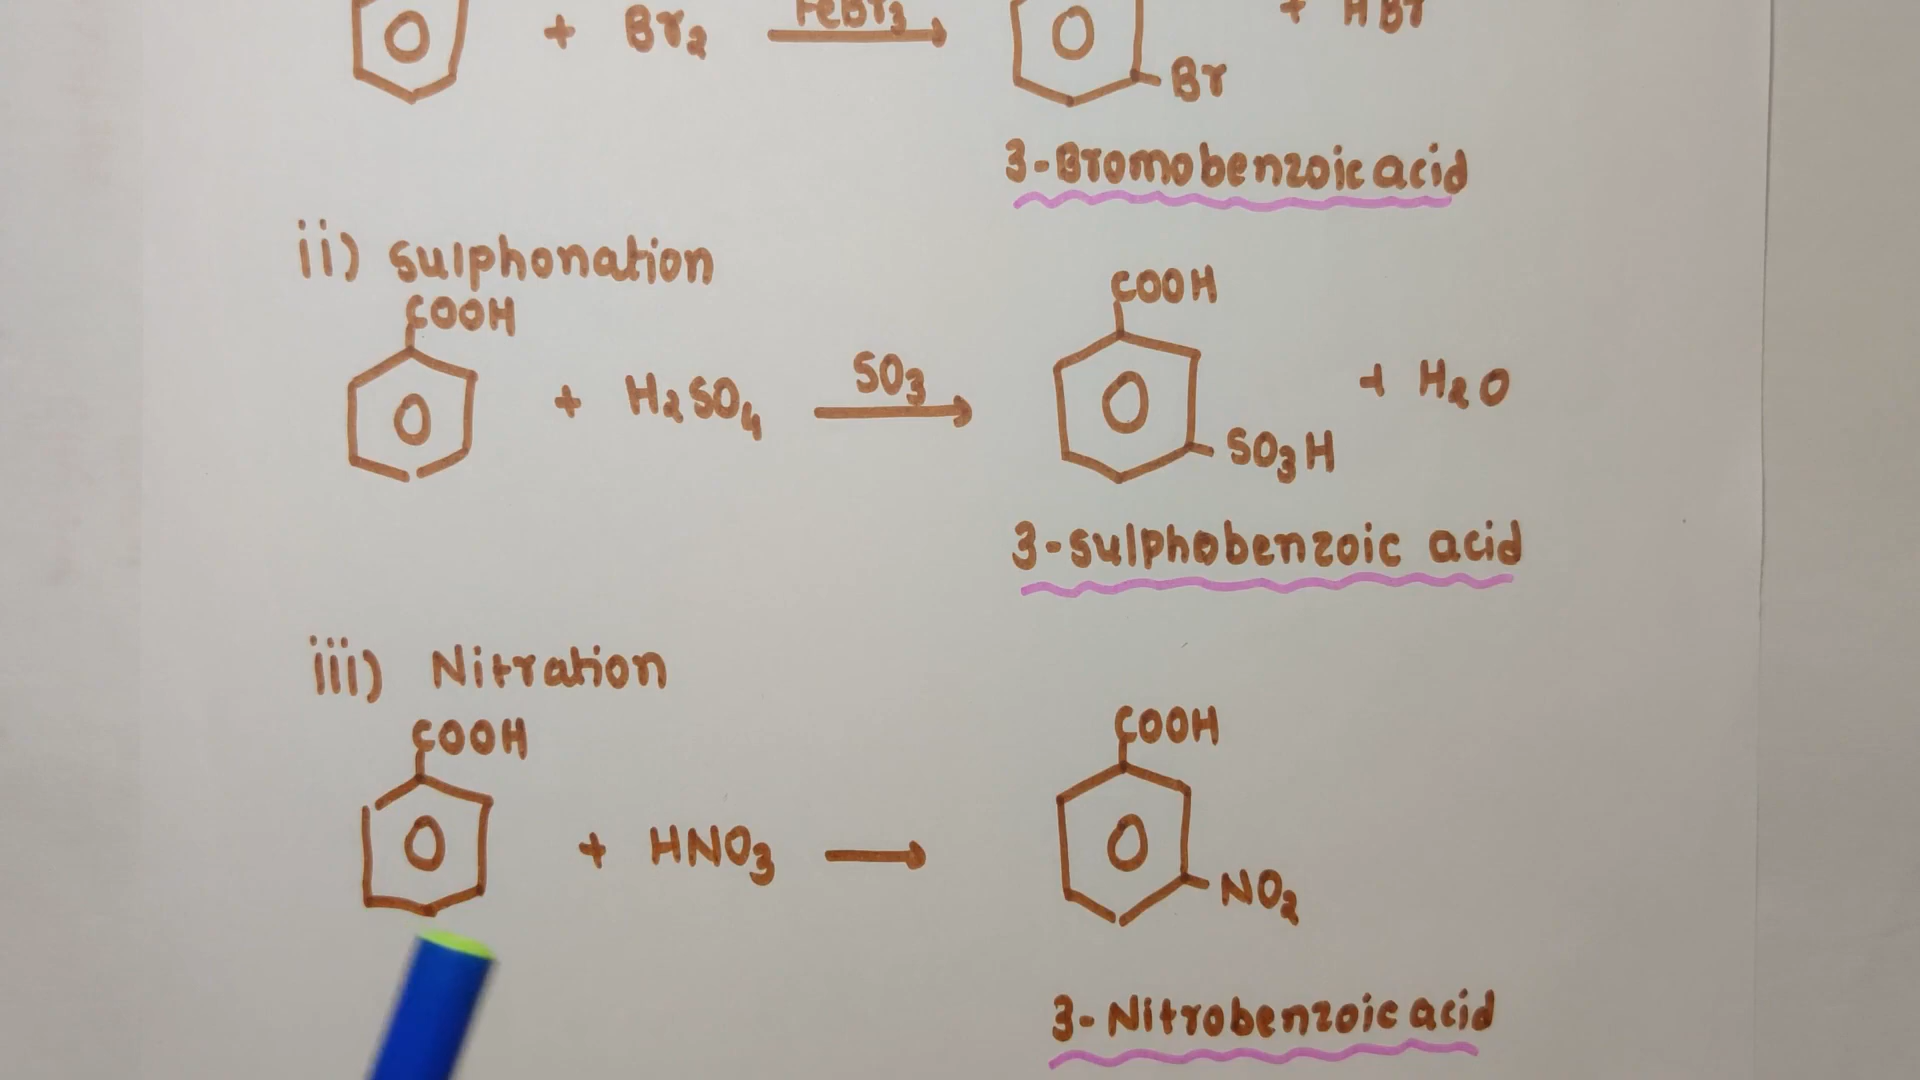 + Br₂ FeBr₃ + HBr
Br
3-Bromobenzoic acid
ii) sulphonation
COOH COOH
+ H₂SO₄ SO₃ + H₂O
SO₃H
3-sulphobenzoic acid
iii) Nitration
COOH COOH
+ HNO₃
NO₂
3-Nitrobenzoic acid